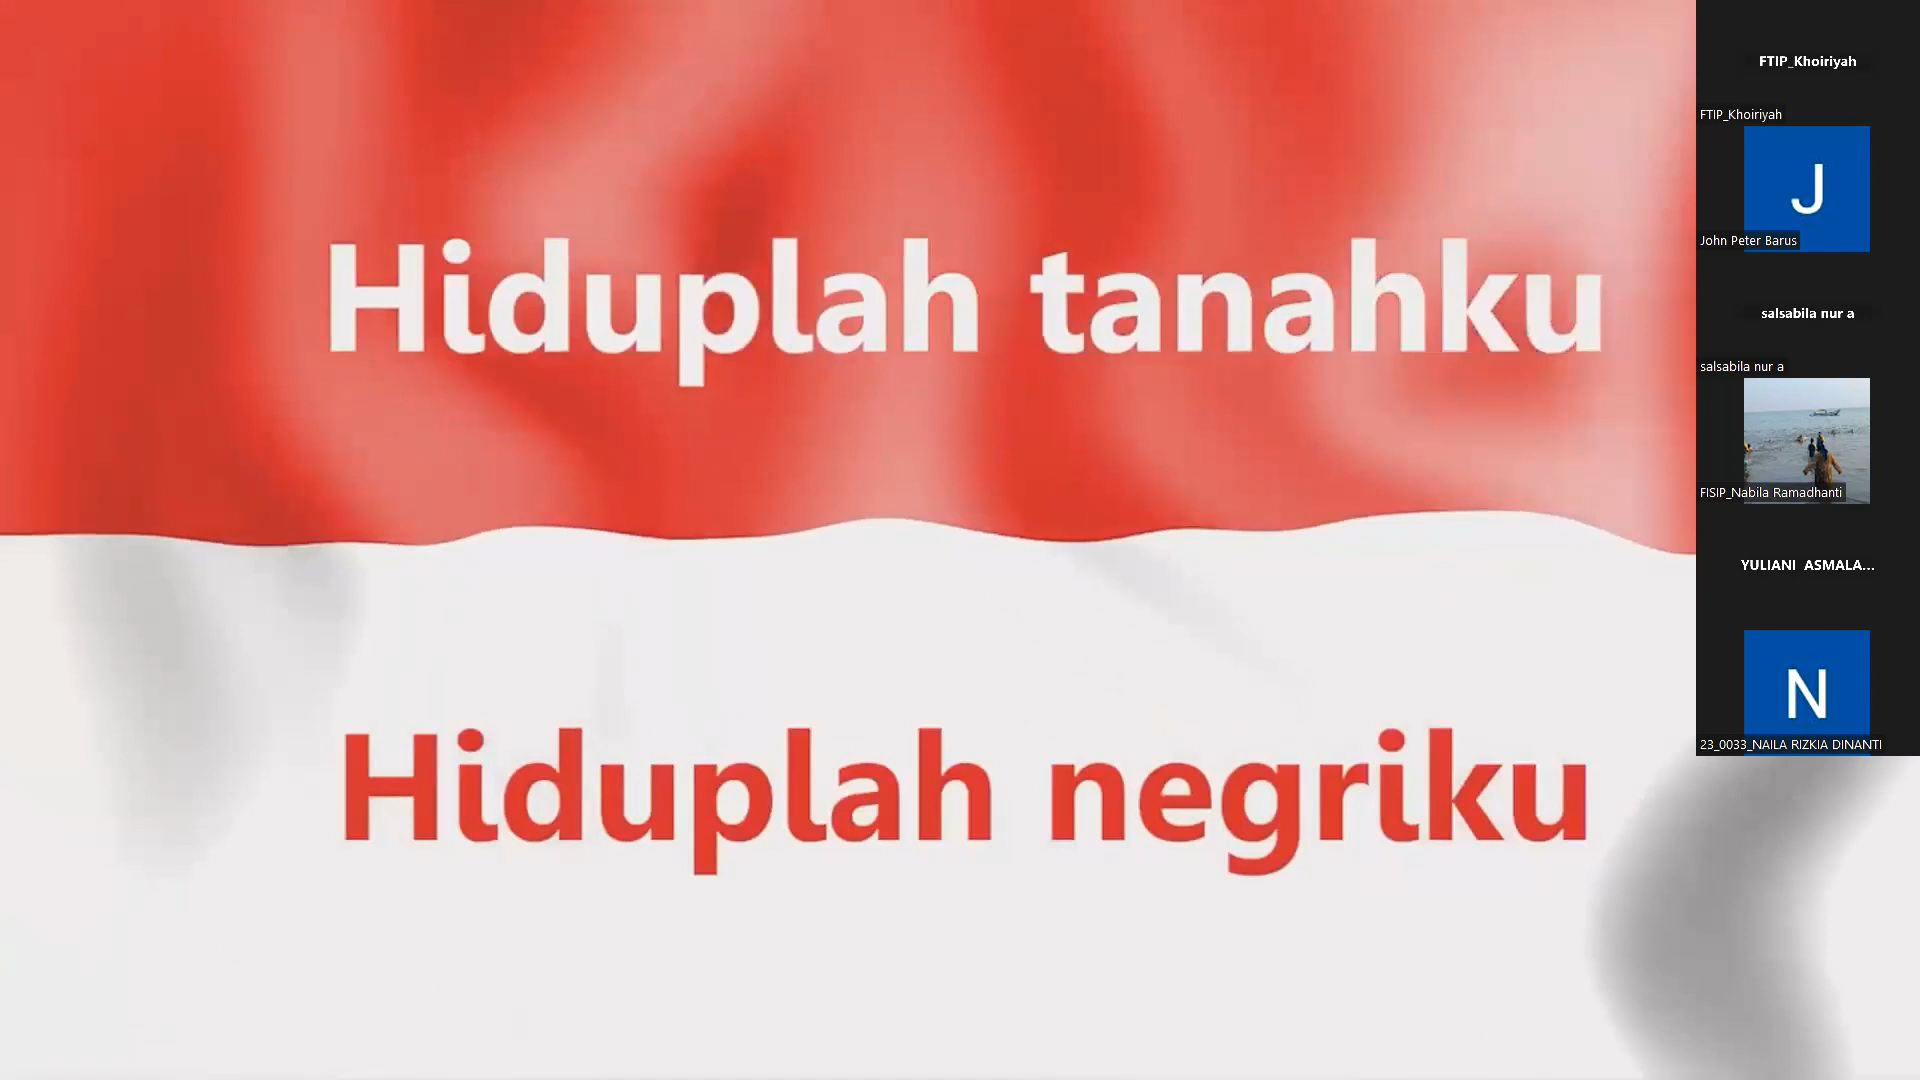 Hiduplah tanahku
Hiduplah negriku
FTIP_Khoiriyah
FTIP_Khoiriyah
J
John Peter Barus
salsabila nur a
salsabila nur a
FISIP_Nabila Ramadhanti
YULIANI ASMALA...
N
23_0033_NAILA RIZKIA DINANTI